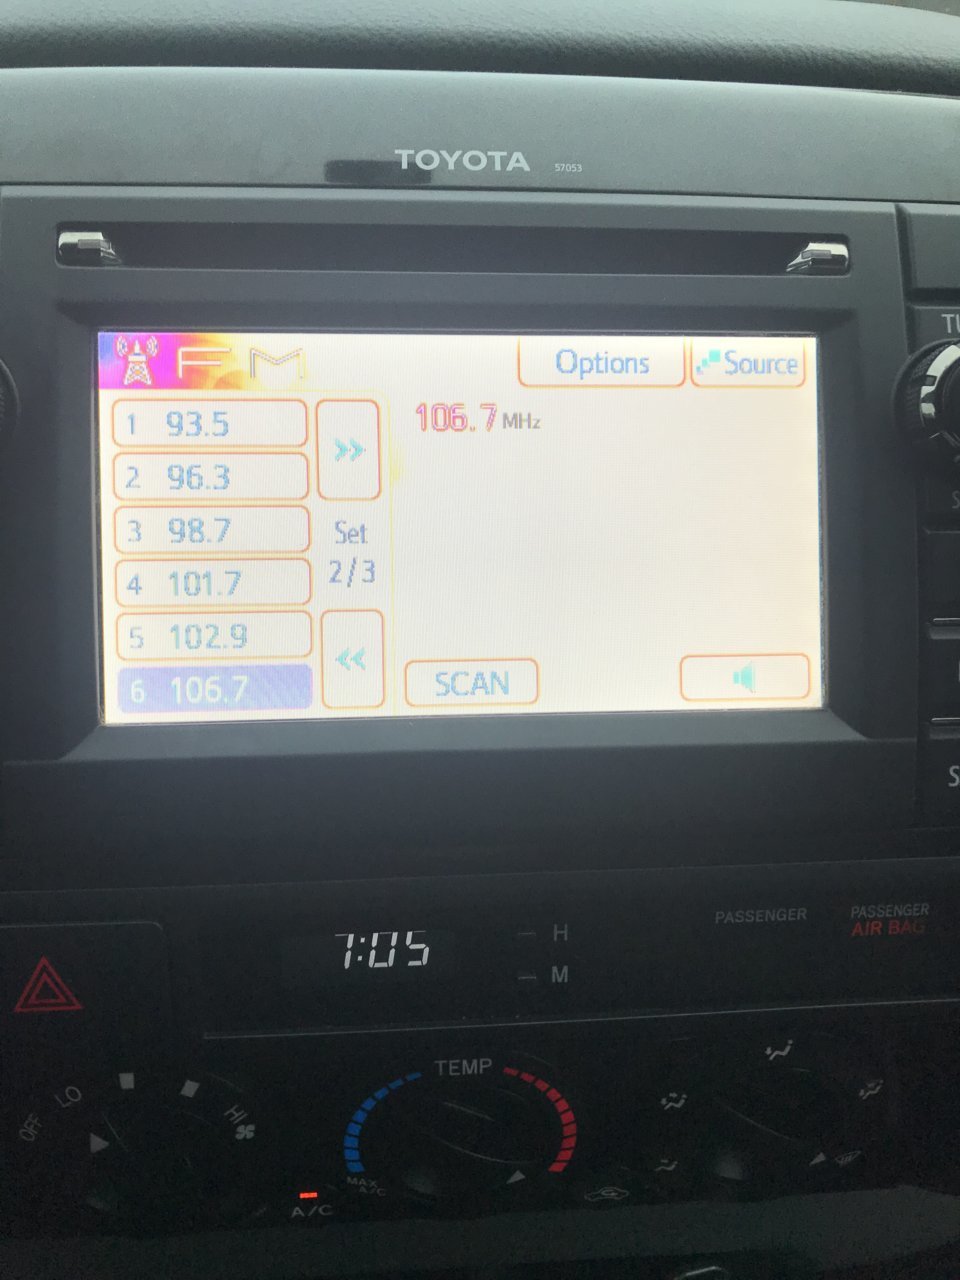 TOYOTA 57053
FM Options Source
1 93.5
2 96.3
3 98.7
4 101.7
5 102.9
6 106.7
Set
2/3
106.7 MHz
SCAN
7:05
H
M
PASSENGER
PASSENGER
AIR BAG
OFF
LO
HI
TEMP
MAX
A/C
A/C